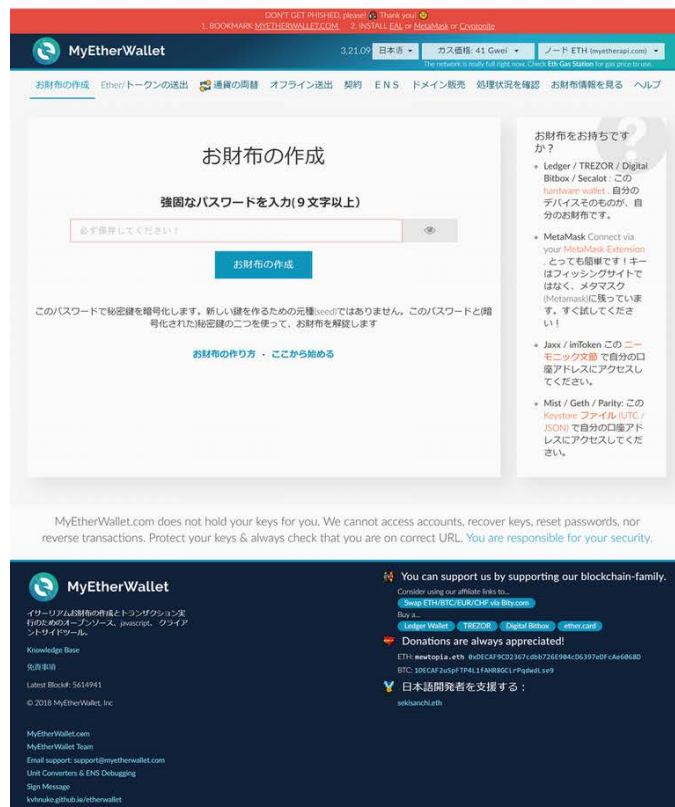 DON'T GET PHISHED, please! Thank you!
1. BOOKMARK MYETHERWALLET.COM 2. INSTALL EAL or MetaMask or Cryptonite
MyEtherWallet
3.21.09 日本语 ガス価格: 41 Gwei ノード ETH (myetherapi.com)
The network is really full right now. Check Eth Gas Station for gas price to use.
お財布の作成 Ether/トークンの送出 通貨の両替 オフライン送出 契約 ENS ドメイン販売 処理状況を確認 お財布情報を見る ヘルプ
お財布の作成
強固なパスワードを入力(9文字以上)
必ず保存してください!
お財布の作成
このパスワードで秘密鍵を暗号化します。新しい鍵を作るための元種(seed)ではありません。このパスワードと(暗
号化された)秘密鍵の二つを使って、お財布を解錠します
お財布の作り方 · ここから始める
お財布をお持ちです
か?
Ledger / TREZOR / Digital
Bitbox / Secalot : この
hardware wallet . 自分の
デバイスそのものが、自
分のお財布です。
MetaMask Connect via
your MetaMask Extension
. とっても簡単です!キー
はフィッシングサイトで
はなく、メタマスク
(Metamask)に残っていま
す。すぐ試してくださ
い!
Jaxx / imToken この ニー
モニック文節 で自分の口
座アドレスにアクセスし
てください。
Mist / Geth / Parity: この
Keystore ファイル (UTC /
JSON) で自分の口座アド
レスにアクセスしてくだ
さい。
MyEtherWallet.com does not hold your keys for you. We cannot access accounts, recover keys, reset passwords, nor
reverse transactions. Protect your keys & always check that you are on correct URL. You are responsible for your security.
MyEtherWallet
イサーリアムお財布の作成とトランザクション実
行のためのオープンソース、javascript、クライア
ントサイドツール。
Knowledge Base
免責事項
Latest Block#: 5614941
© 2018 MyEtherWallet, Inc
MyEtherWallet.com
MyEtherWallet Team
Email support: support@myetherwallet.com
Unit Converters & ENS Debugging
Sign Message
kvhnuke.github.io/etherwallet
You can support us by supporting our blockchain-family.
Consider using our affiliate links to...
Swap ETH/BTC/EUR/CHF via Bity.com
Buy a...
Ledger Wallet TREZOR Digital Bitbox ether.card
Donations are always appreciated!
ETH: mewtopia.eth 0xDECAF9CD2367cdbb726E904cD6397eDFcAe6068D
BTC: 1DECAF2uSpFTP4L1fAHR8GCLrPqdwdLse9
日本語開発者を支援する:
sekisanchi.eth